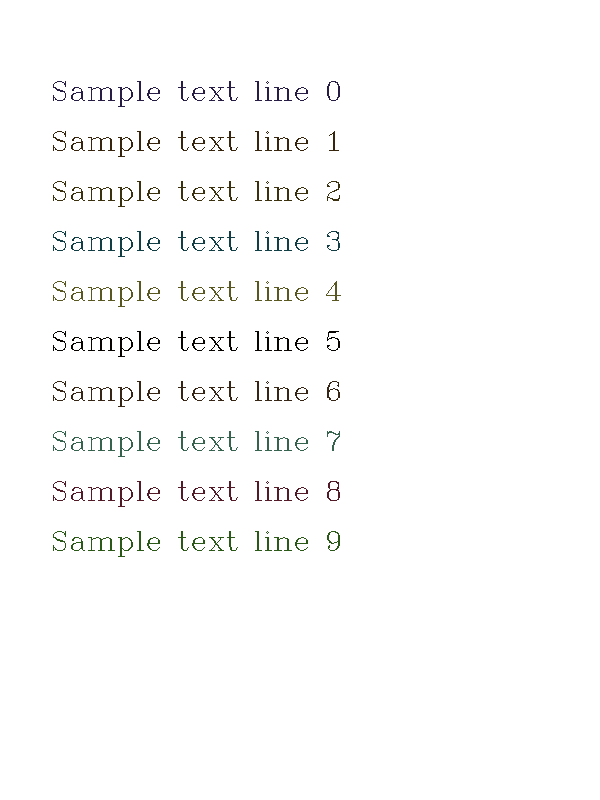 Sample text line 0
Sample text line 1
Sample text line 2
Sample text line 3
Sample text line 4
Sample text line 5
Sample text line 6
Sample text line 7
Sample text line 8
Sample text line 9